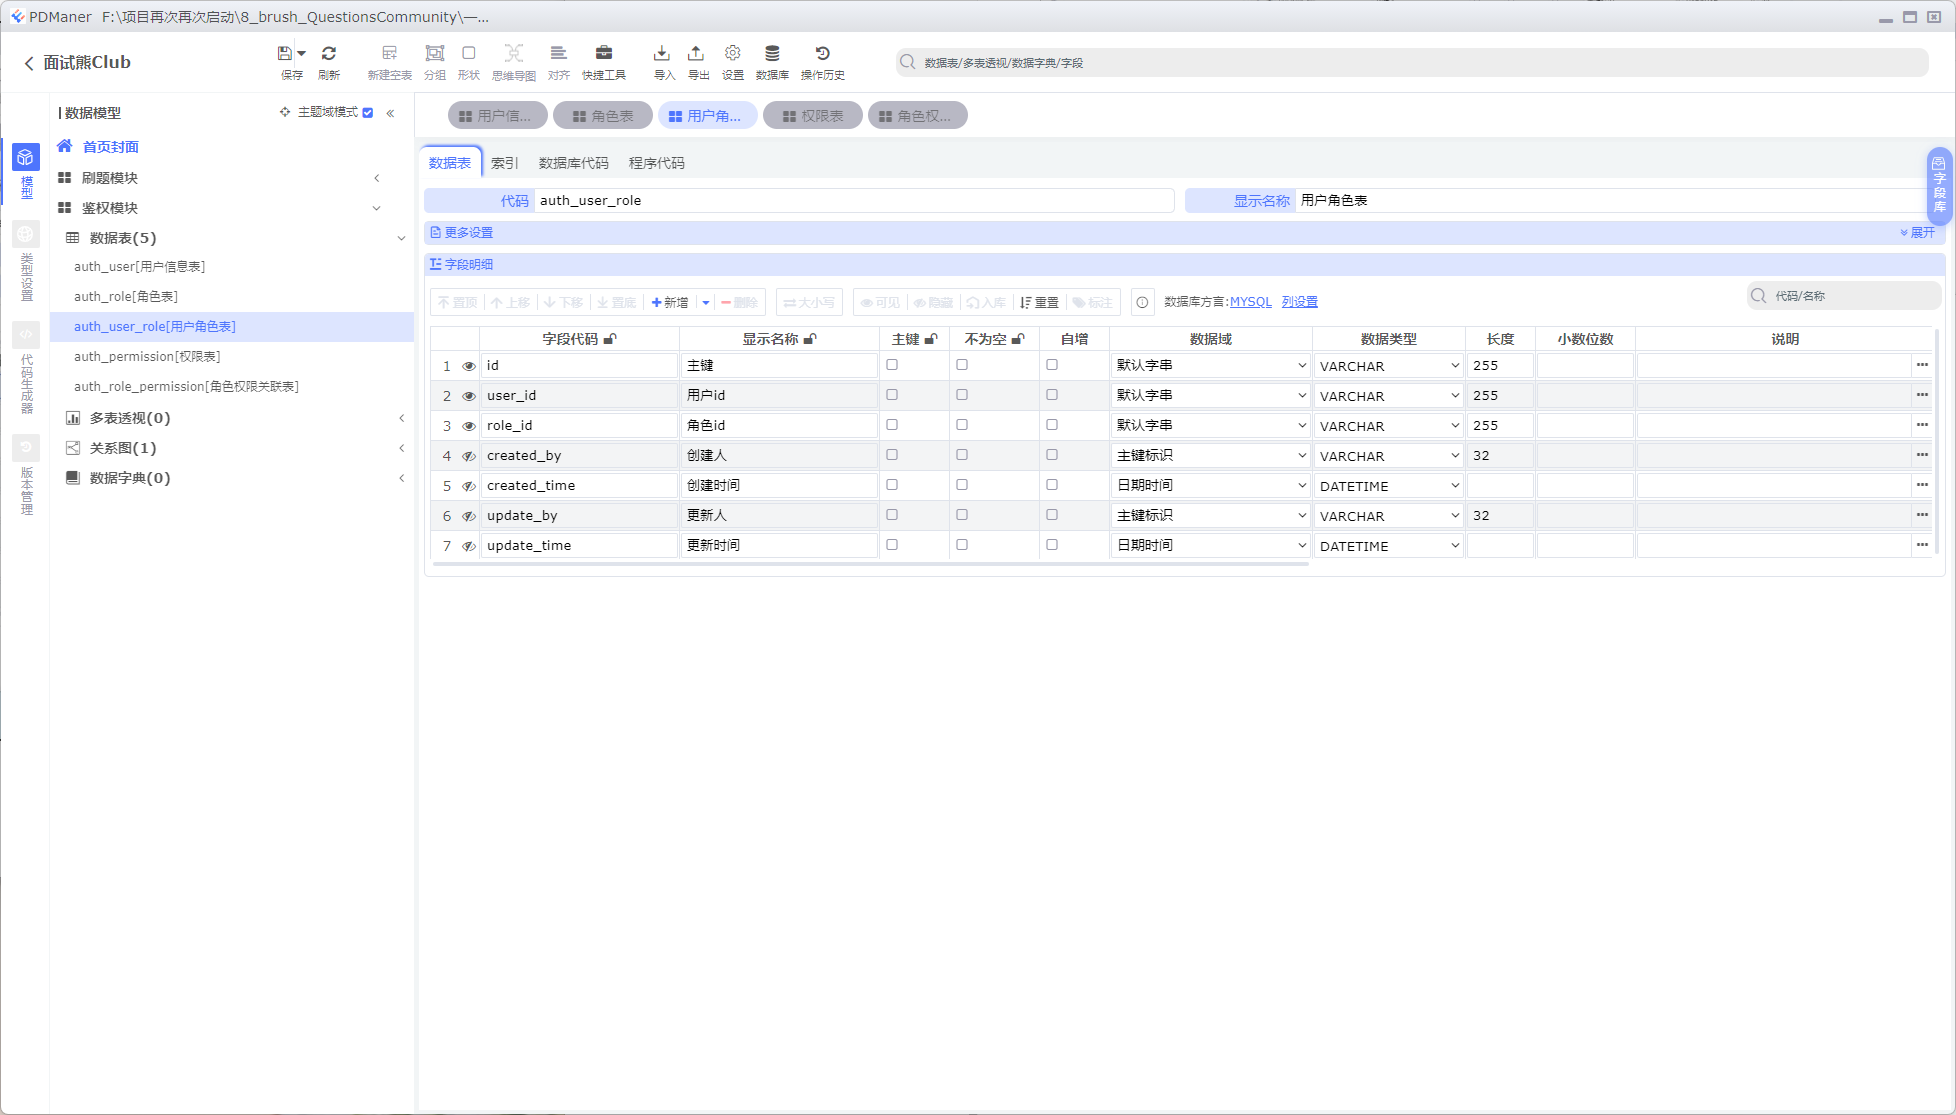 PDManer F:\项目再次再次启动\8_brush_QuestionsCommunity\—...
面试熊Club
保存 刷新 新建空表 分组 形状 思维导图 对齐 快捷工具 导入 导出 设置 数据库 操作历史
数据表/多表透视/数据字典/字段
数据模型 主题域模式
用户信... 角色表 用户角... 权限表 角色权...
首页封面
刷题模块
鉴权模块
数据表(5)
auth_user[用户信息表]
auth_role[角色表]
auth_user_role[用户角色表]
auth_permission[权限表]
auth_role_permission[角色权限关联表]
多表透视(0)
关系图(1)
数据字典(0)
模型
类型设置
代码生成器
版本管理
数据表 索引 数据库代码 程序代码
代码 auth_user_role 显示名称 用户角色表
字段库
更多设置 展开
字段明细
置顶 上移 下移 置底 新增 删除 大小写 可见 隐藏 入库 重置 标注 数据库方言:MYSQL 列设置 代码/名称
字段代码 显示名称 主键 不为空 自增 数据域 数据类型 长度 小数位数 说明
1 id 主键 默认字串 VARCHAR 255 ...
2 user_id 用户id 默认字串 VARCHAR 255 ...
3 role_id 角色id 默认字串 VARCHAR 255 ...
4 created_by 创建人 主键标识 VARCHAR 32 ...
5 created_time 创建时间 日期时间 DATETIME ...
6 update_by 更新人 主键标识 VARCHAR 32 ...
7 update_time 更新时间 日期时间 DATETIME ...